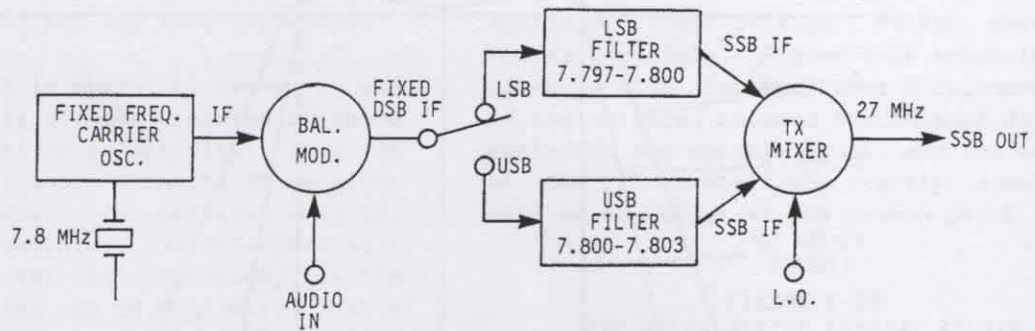 FIXED FREQ.
CARRIER
OSC.
7.8 MHz
IF
BAL.
MOD.
AUDIO
IN
FIXED
DSB IF
LSB
USB
LSB
FILTER
7.797-7.800
USB
FILTER
7.800-7.803
SSB IF
SSB IF
TX
MIXER
L.O.
27 MHz
SSB OUT